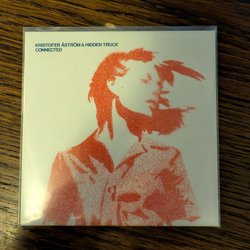 KRISTOFER ÅSTRÖM & HIDDEN TRUCK
CONNECTED